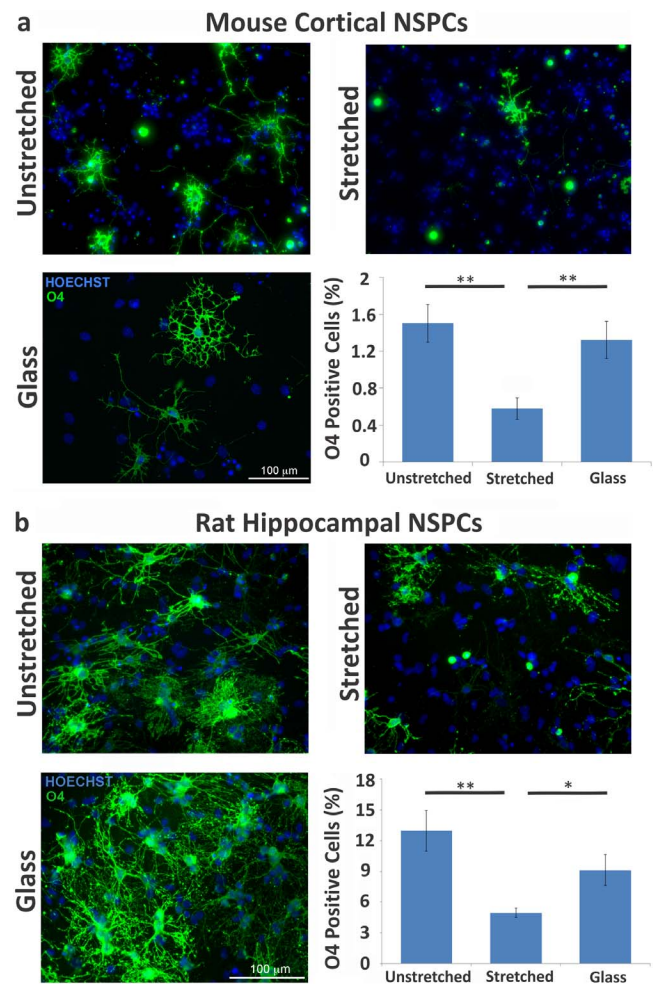 a
Mouse Cortical NSPCs
Unstretched
Stretched
Glass
HOECHST
O4
100 µm
O4 Positive Cells (%)
2
1.6
1.2
0.8
0.4
0
** **
Unstretched Stretched Glass
b
Rat Hippocampal NSPCs
Unstretched
Stretched
Glass
HOECHST
O4
100 µm
O4 Positive Cells (%)
18
15
12
9
6
3
0
** *
Unstretched Stretched Glass